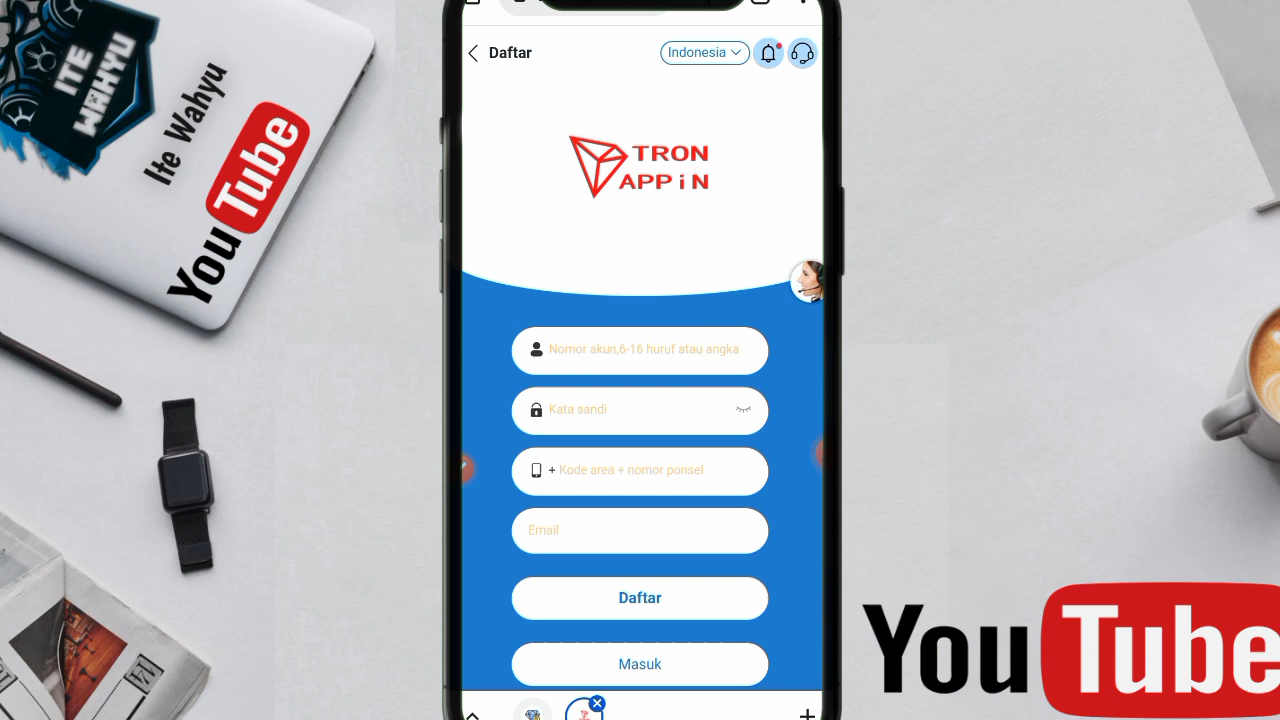 ITE
WAHYU
Ite Wahyu
YouTube
Daftar
Indonesia
TRON
APPiN
Nomor akun,6-16 huruf atau angka
Kata sandi
+ Kode area + nomor ponsel
Email
Daftar
Masuk
YouTube